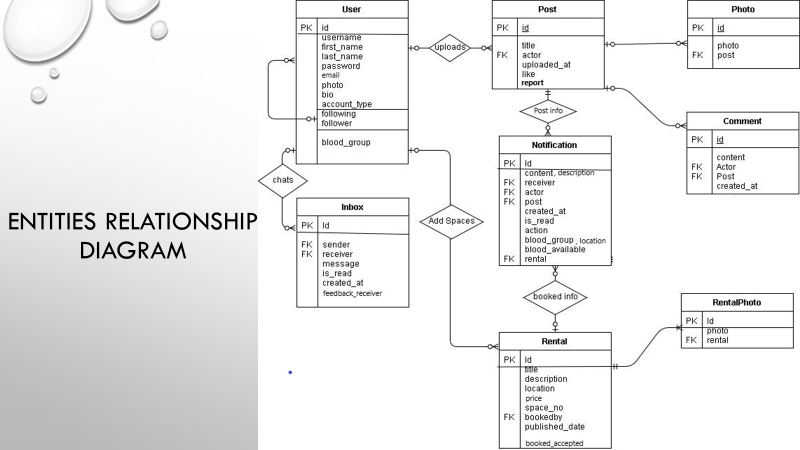 ENTITIES RELATIONSHIP
DIAGRAM
User
PK id
username
first_name
last_name
password
email
photo
bio
account_type
following
follower
blood_group
uploads
Post
PK id
title
FK actor
uploaded_at
like
report
Photo
PK id
photo
FK post
Post info
Comment
PK id
content
FK Actor
FK Post
created_at
chats
Inbox
PK Id
FK sender
FK receiver
message
is_read
created_at
feedback_receiver
Add Spaces
Notification
PK Id
content, description
FK receiver
FK actor
FK post
created_at
is_read
action
blood_group , location
blood_available
FK rental
booked info
Rental
PK Id
title
description
location
price
space_no
FK bookedby
published_date
booked_accepted
RentalPhoto
PK Id
photo
FK rental